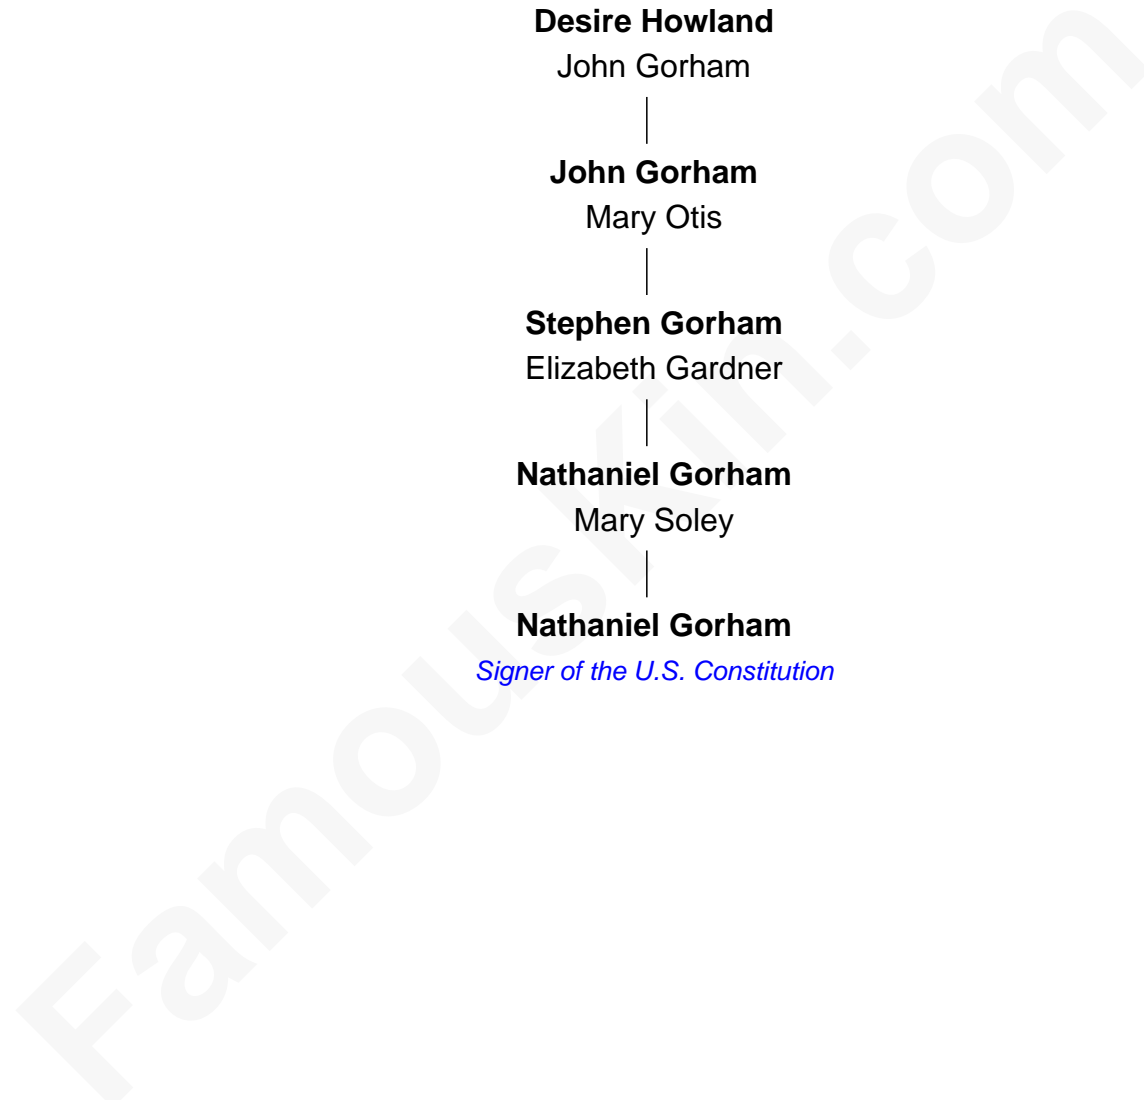 Desire Howland
John Gorham
John Gorham
Mary Otis
Stephen Gorham
Elizabeth Gardner
Nathaniel Gorham
Mary Soley
Nathaniel Gorham
Signer of the U.S. Constitution
FamousKin.com